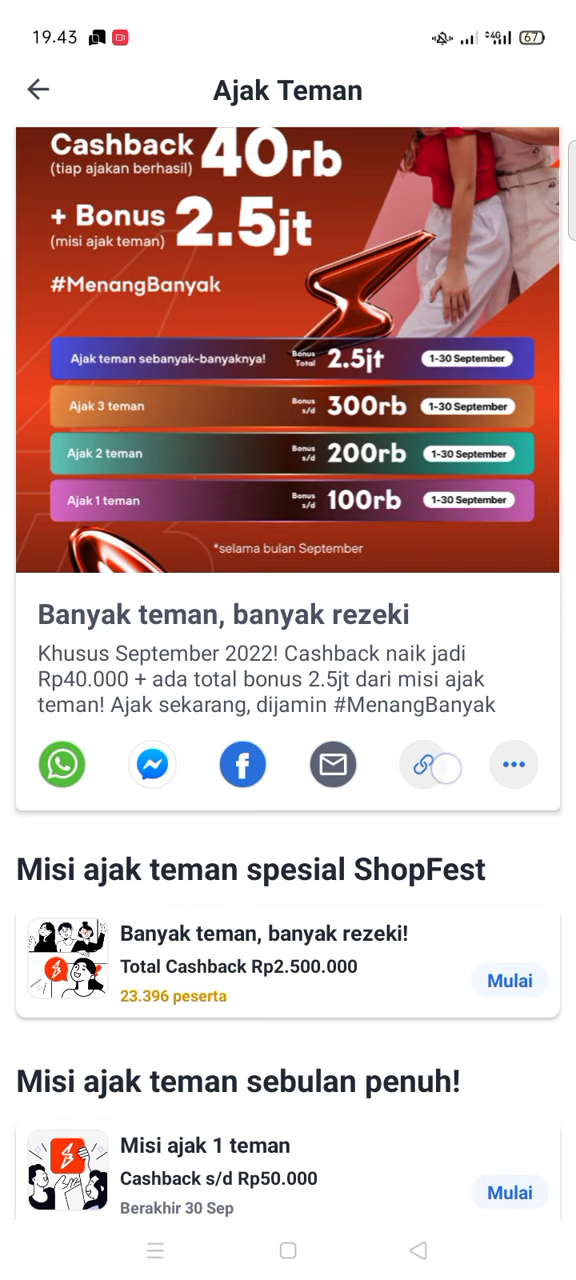 19.43
4G
67
Ajak Teman
Cashback 40rb
(tiap ajakan berhasil)
+ Bonus 2.5jt
(misi ajak teman)
#MenangBanyak
Ajak teman sebanyak-banyaknya! Bonus Total 2.5jt 1-30 September
Ajak 3 teman Bonus s/d 300rb 1-30 September
Ajak 2 teman Bonus s/d 200rb 1-30 September
Ajak 1 teman Bonus s/d 100rb 1-30 September
*selama bulan September
Banyak teman, banyak rezeki
Khusus September 2022! Cashback naik jadi
Rp40.000 + ada total bonus 2.5jt dari misi ajak
teman! Ajak sekarang, dijamin #MenangBanyak
Misi ajak teman spesial ShopFest
Banyak teman, banyak rezeki!
Total Cashback Rp2.500.000
23.396 peserta
Mulai
Misi ajak teman sebulan penuh!
Misi ajak 1 teman
Cashback s/d Rp50.000
Berakhir 30 Sep
Mulai